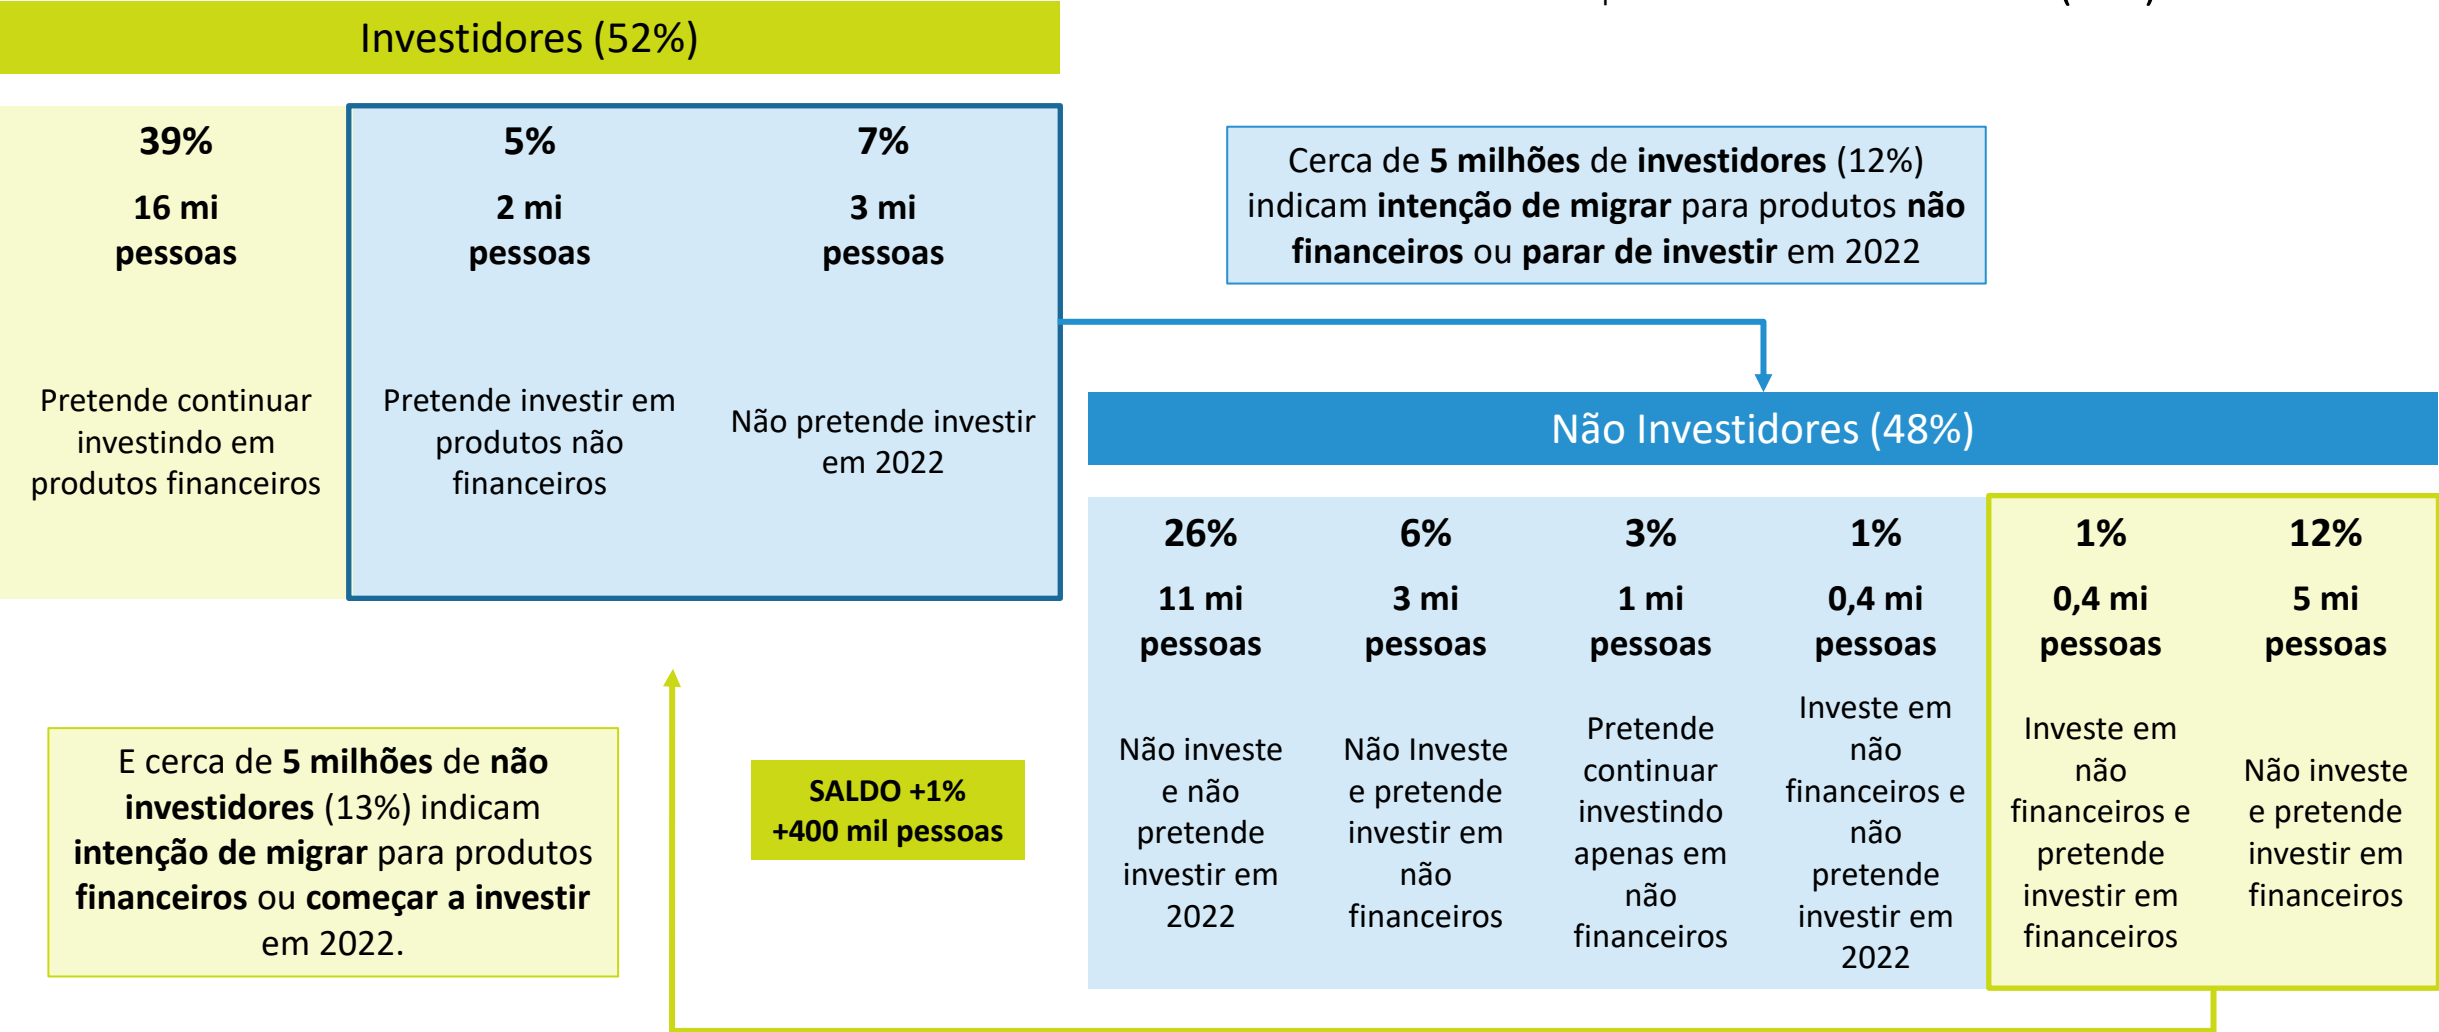 Investidores (52%)
39%
16 mi
pessoas
Pretende continuar
investindo em
produtos financeiros
5%
2 mi
pessoas
Pretende investir em
produtos não
financeiros
7%
3 mi
pessoas
Não pretende investir
em 2022
Cerca de 5 milhões de investidores (12%)
indicam intenção de migrar para produtos não
financeiros ou parar de investir em 2022
Não Investidores (48%)
26%
11 mi
pessoas
Não investe
e não
pretende
investir em
2022
6%
3 mi
pessoas
Não Investe
e pretende
investir em
não
financeiros
3%
1 mi
pessoas
Pretende
continuar
investindo
apenas em
não
financeiros
1%
0,4 mi
pessoas
Investe em
não
financeiros e
não
pretende
investir em
2022
1%
0,4 mi
pessoas
Investe em
não
financeiros e
pretende
investir em
financeiros
12%
5 mi
pessoas
Não investe
e pretende
investir em
financeiros
E cerca de 5 milhões de não
investidores (13%) indicam
intenção de migrar para produtos
financeiros ou começar a investir
em 2022.
SALDO +1%
+400 mil pessoas